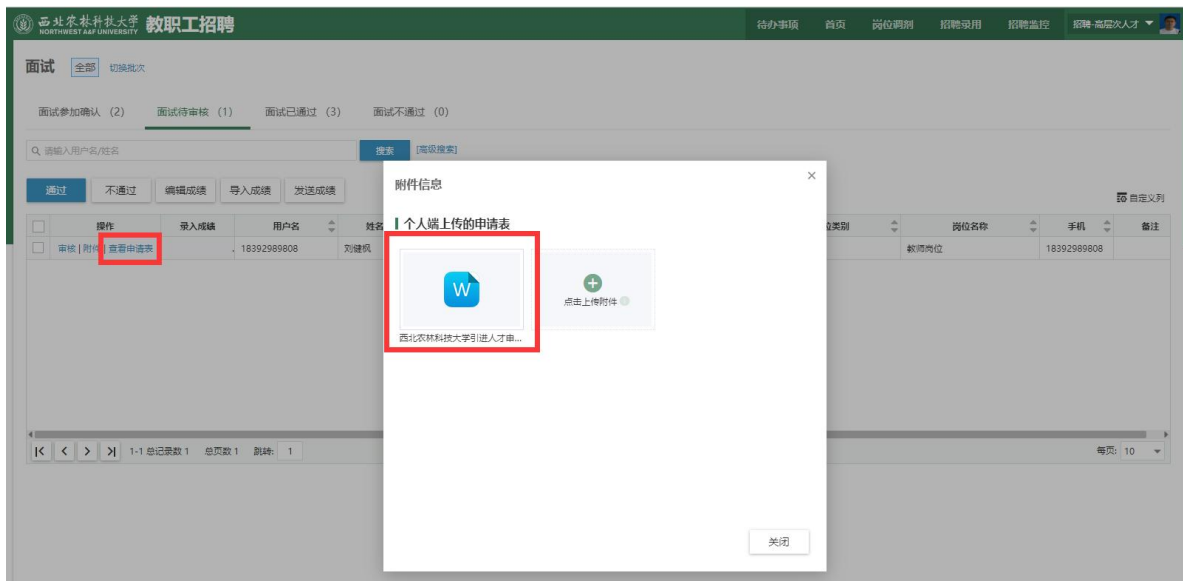 西北农林科技大学 教职工招聘 待办事项 首页 岗位调剂 招聘录用 招聘监控 招聘-高层次人才
NORTHWEST A&F UNIVERSITY
面试 全部 切换批次
面试参加确认 (2) 面试待审核 (1) 面试已通过 (3) 面试不通过 (0)
请输入用户名/姓名 搜索 [高级搜索]
附件信息 ×
通过 不通过 编辑成绩 导入成绩 发送成绩 自定义列
个人端上传的申请表
操作 录入成绩 用户名 姓名 位类别 岗位名称 手机 备注
审核 | 附件 | 查看申请表 18392989808 刘健枫 教师岗位 18392989808
W
点击上传附件
西北农林科技大学引进人才申...
1-1 总记录数 1 总页数 1 跳转: 1 每页: 10
关闭